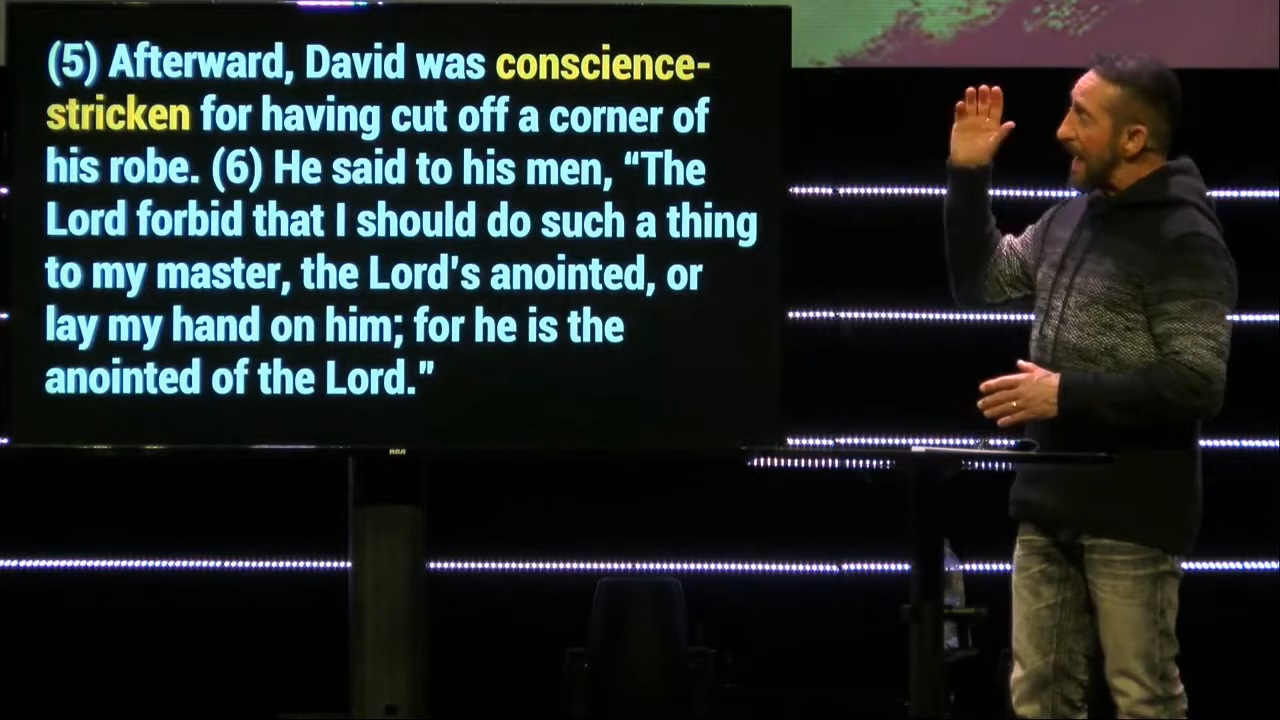 (5) Afterward, David was conscience-
stricken for having cut off a corner of
his robe. (6) He said to his men, “The
Lord forbid that I should do such a thing
to my master, the Lord's anointed, or
lay my hand on him; for he is the
anointed of the Lord.”
RCA